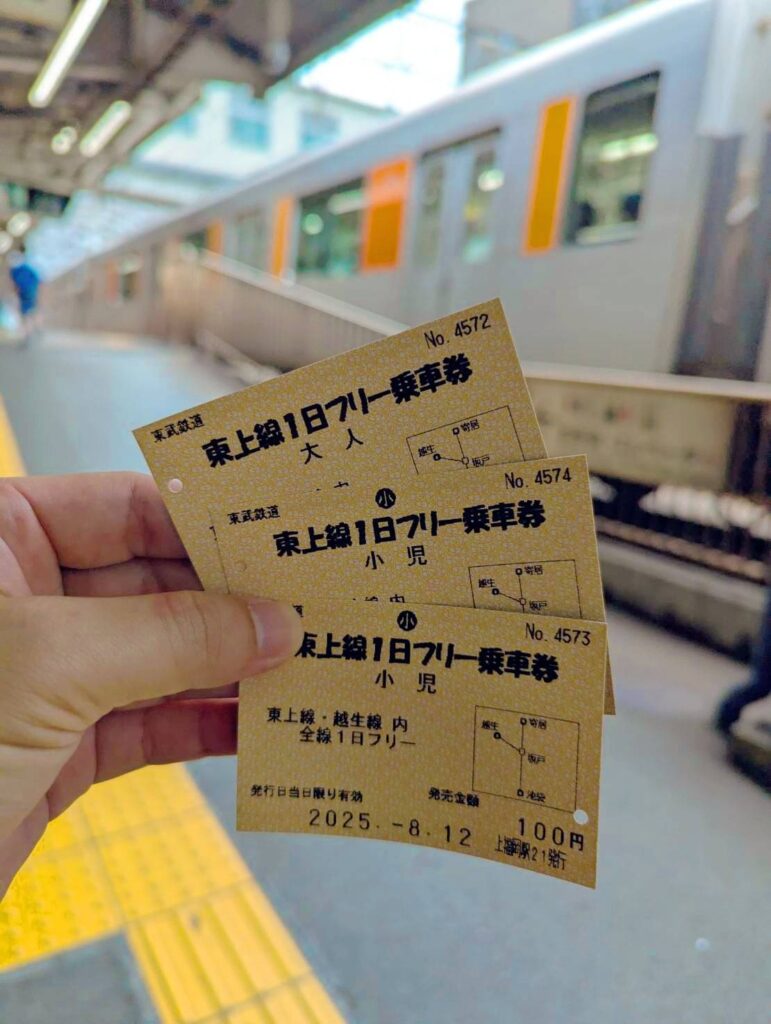 No. 4572
東武鉄道
東上線1日フリー乗車券
大人
寄居
越生
坂戸
No. 4574
小
東武鉄道
東上線1日フリー乗車券
小児
寄居
越生
坂戸
線内
No. 4573
小
道
東上線1日フリー乗車券
小児
東上線・越生線 内
全線1日フリー
越生
寄居
坂戸
池袋
発行日当日限り有効
発売金額
2025.-8.12
100円
上福岡駅21発行